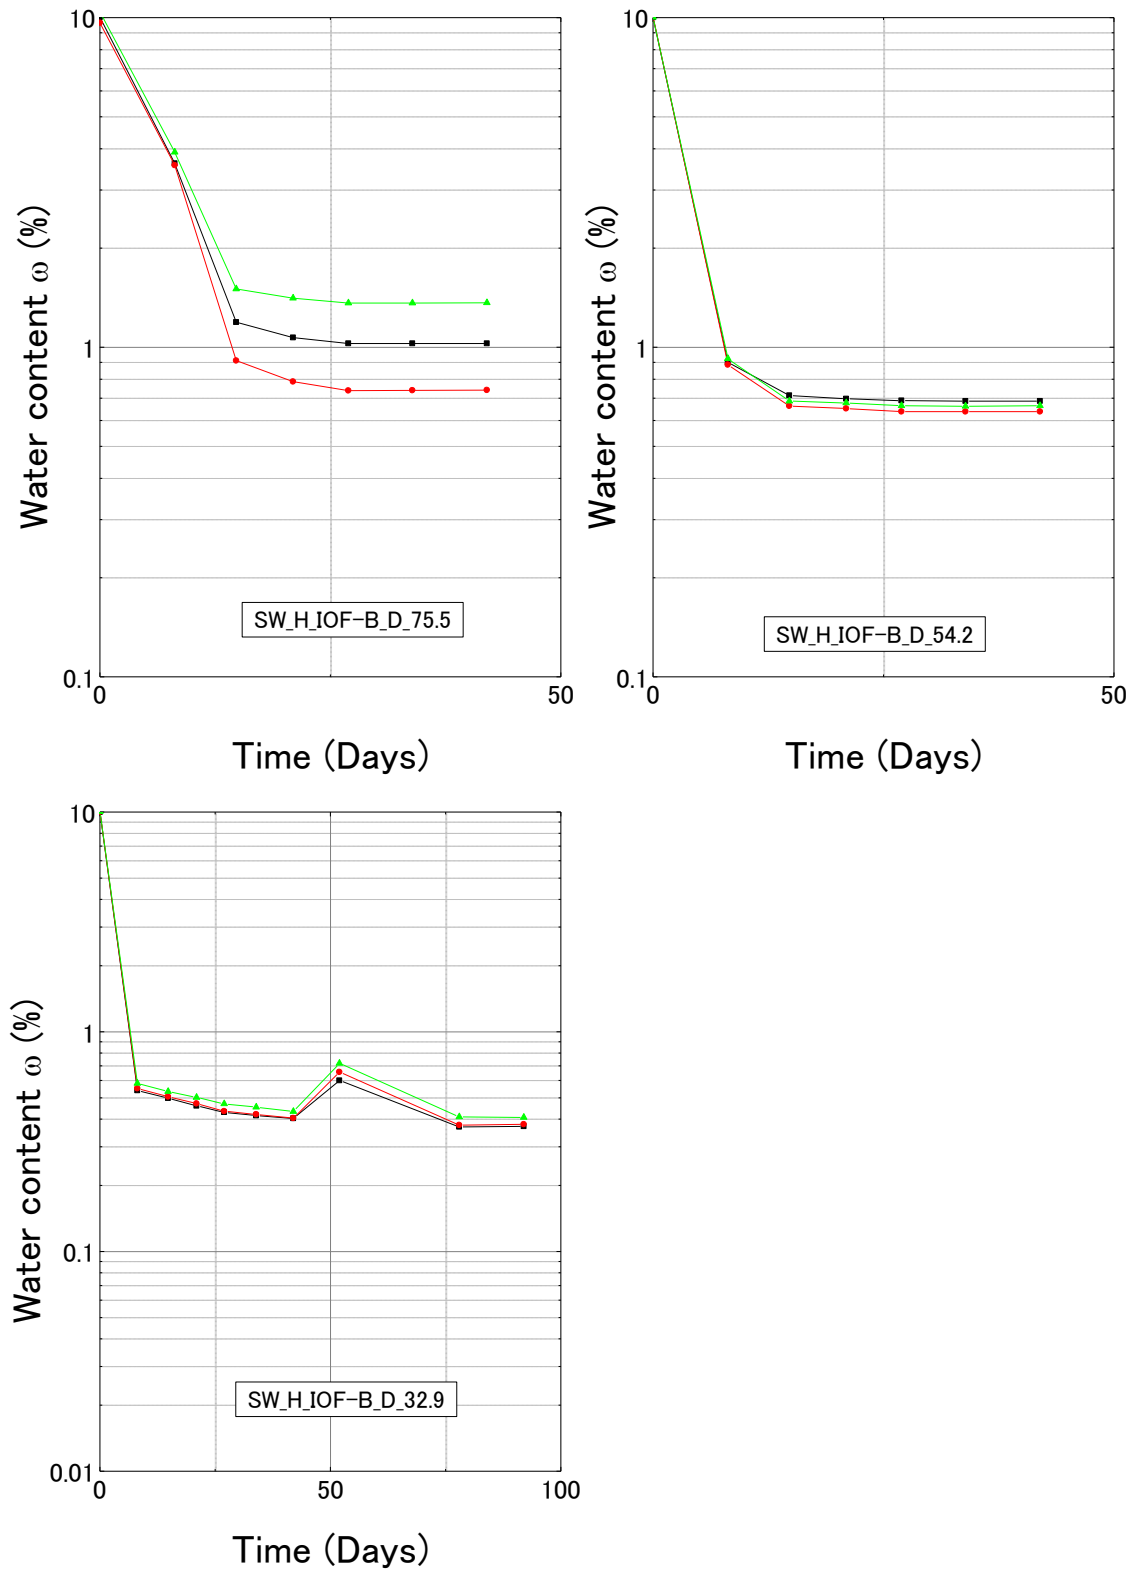 Water content ω (%)
10
1
0.1
0
50
SW_H_IOF-B_D_75.5
Time (Days)
Water content ω (%)
10
1
0.1
0
50
SW_H_IOF-B_D_54.2
Time (Days)
Water content ω (%)
10
1
0.1
0.01
0
50
100
SW_H_IOF-B_D_32.9
Time (Days)